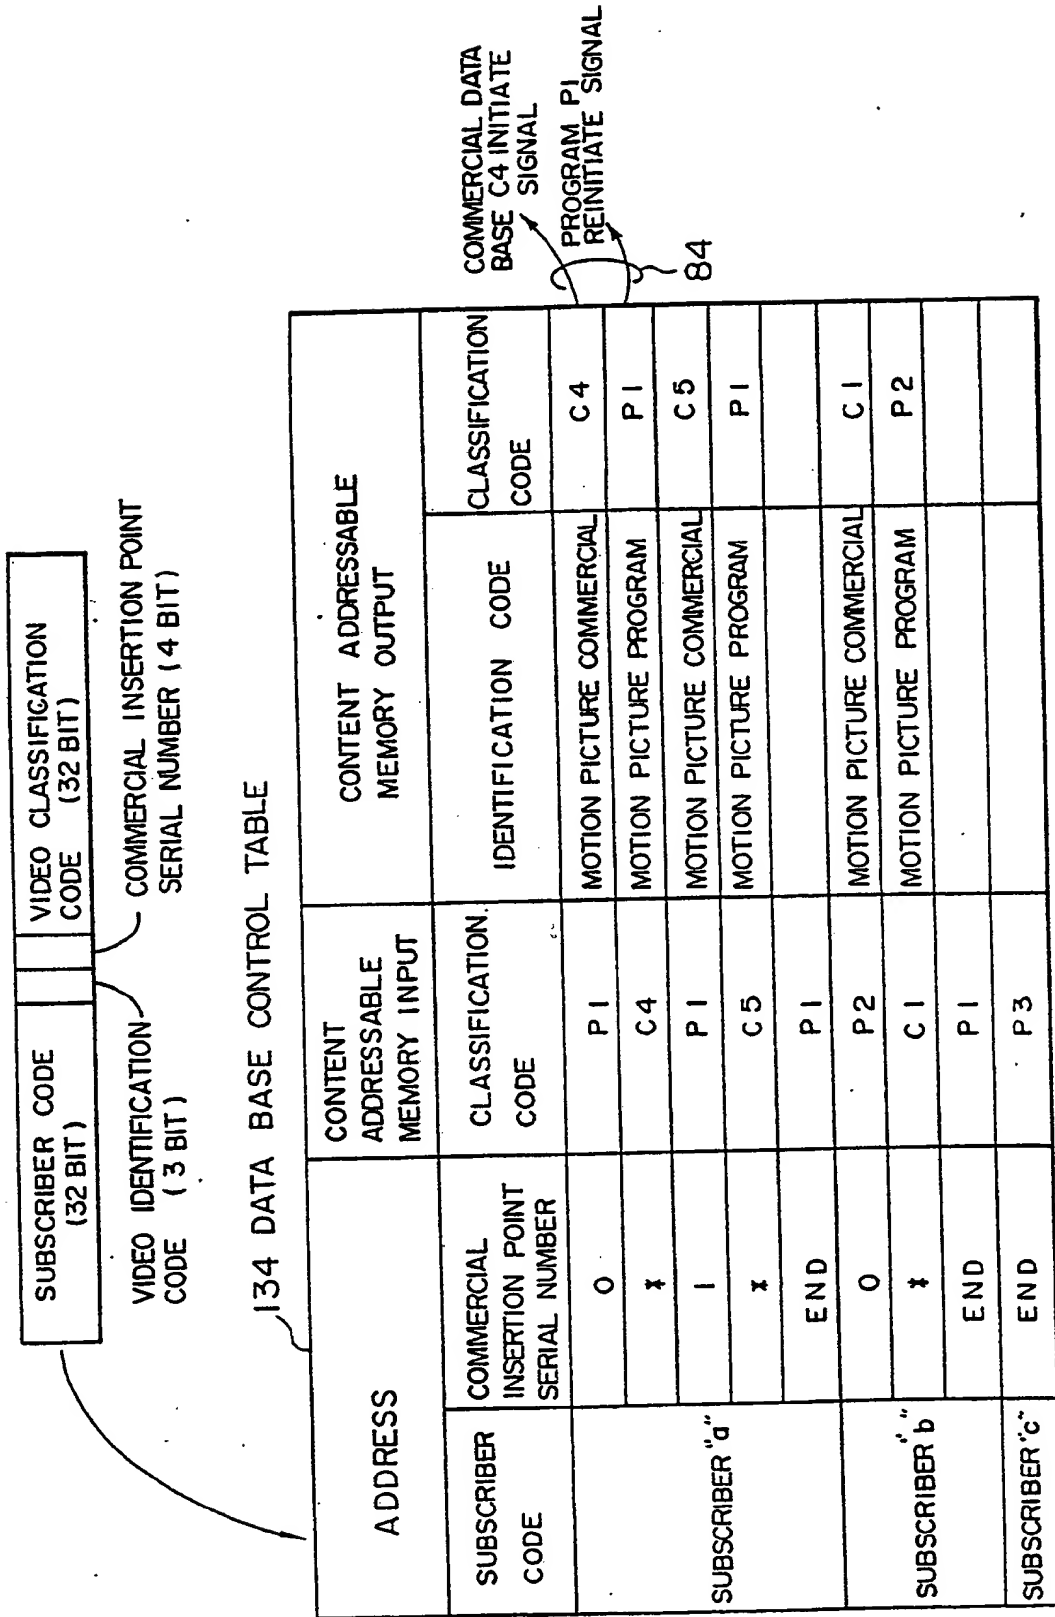 SUBSCRIBER CODE
(32 BIT)
VIDEO CLASSIFICATION
CODE (32 BIT)
VIDEO IDENTIFICATION
CODE (3 BIT)
COMMERCIAL INSERTION POINT
SERIAL NUMBER (4 BIT)
134 DATA BASE CONTROL TABLE
ADDRESS
CONTENT
ADDRESSABLE
MEMORY INPUT
CONTENT ADDRESSABLE
MEMORY OUTPUT
SUBSCRIBER
CODE
COMMERCIAL
INSERTION POINT
SERIAL NUMBER
CLASSIFICATION.
CODE
IDENTIFICATION CODE
CLASSIFICATION
CODE
SUBSCRIBER "a"
0 P1 MOTION PICTURE COMMERCIAL C4
* C4 MOTION PICTURE PROGRAM P1
1 P1 MOTION PICTURE COMMERCIAL C5
* C5 MOTION PICTURE PROGRAM P1
END P1
SUBSCRIBER "b"
0 P2 MOTION PICTURE COMMERCIAL C1
* C1 MOTION PICTURE PROGRAM P2
END P1
SUBSCRIBER "c" END P3
COMMERCIAL DATA
BASE C4 INITIATE
SIGNAL
PROGRAM P1
REINITIATE SIGNAL
84